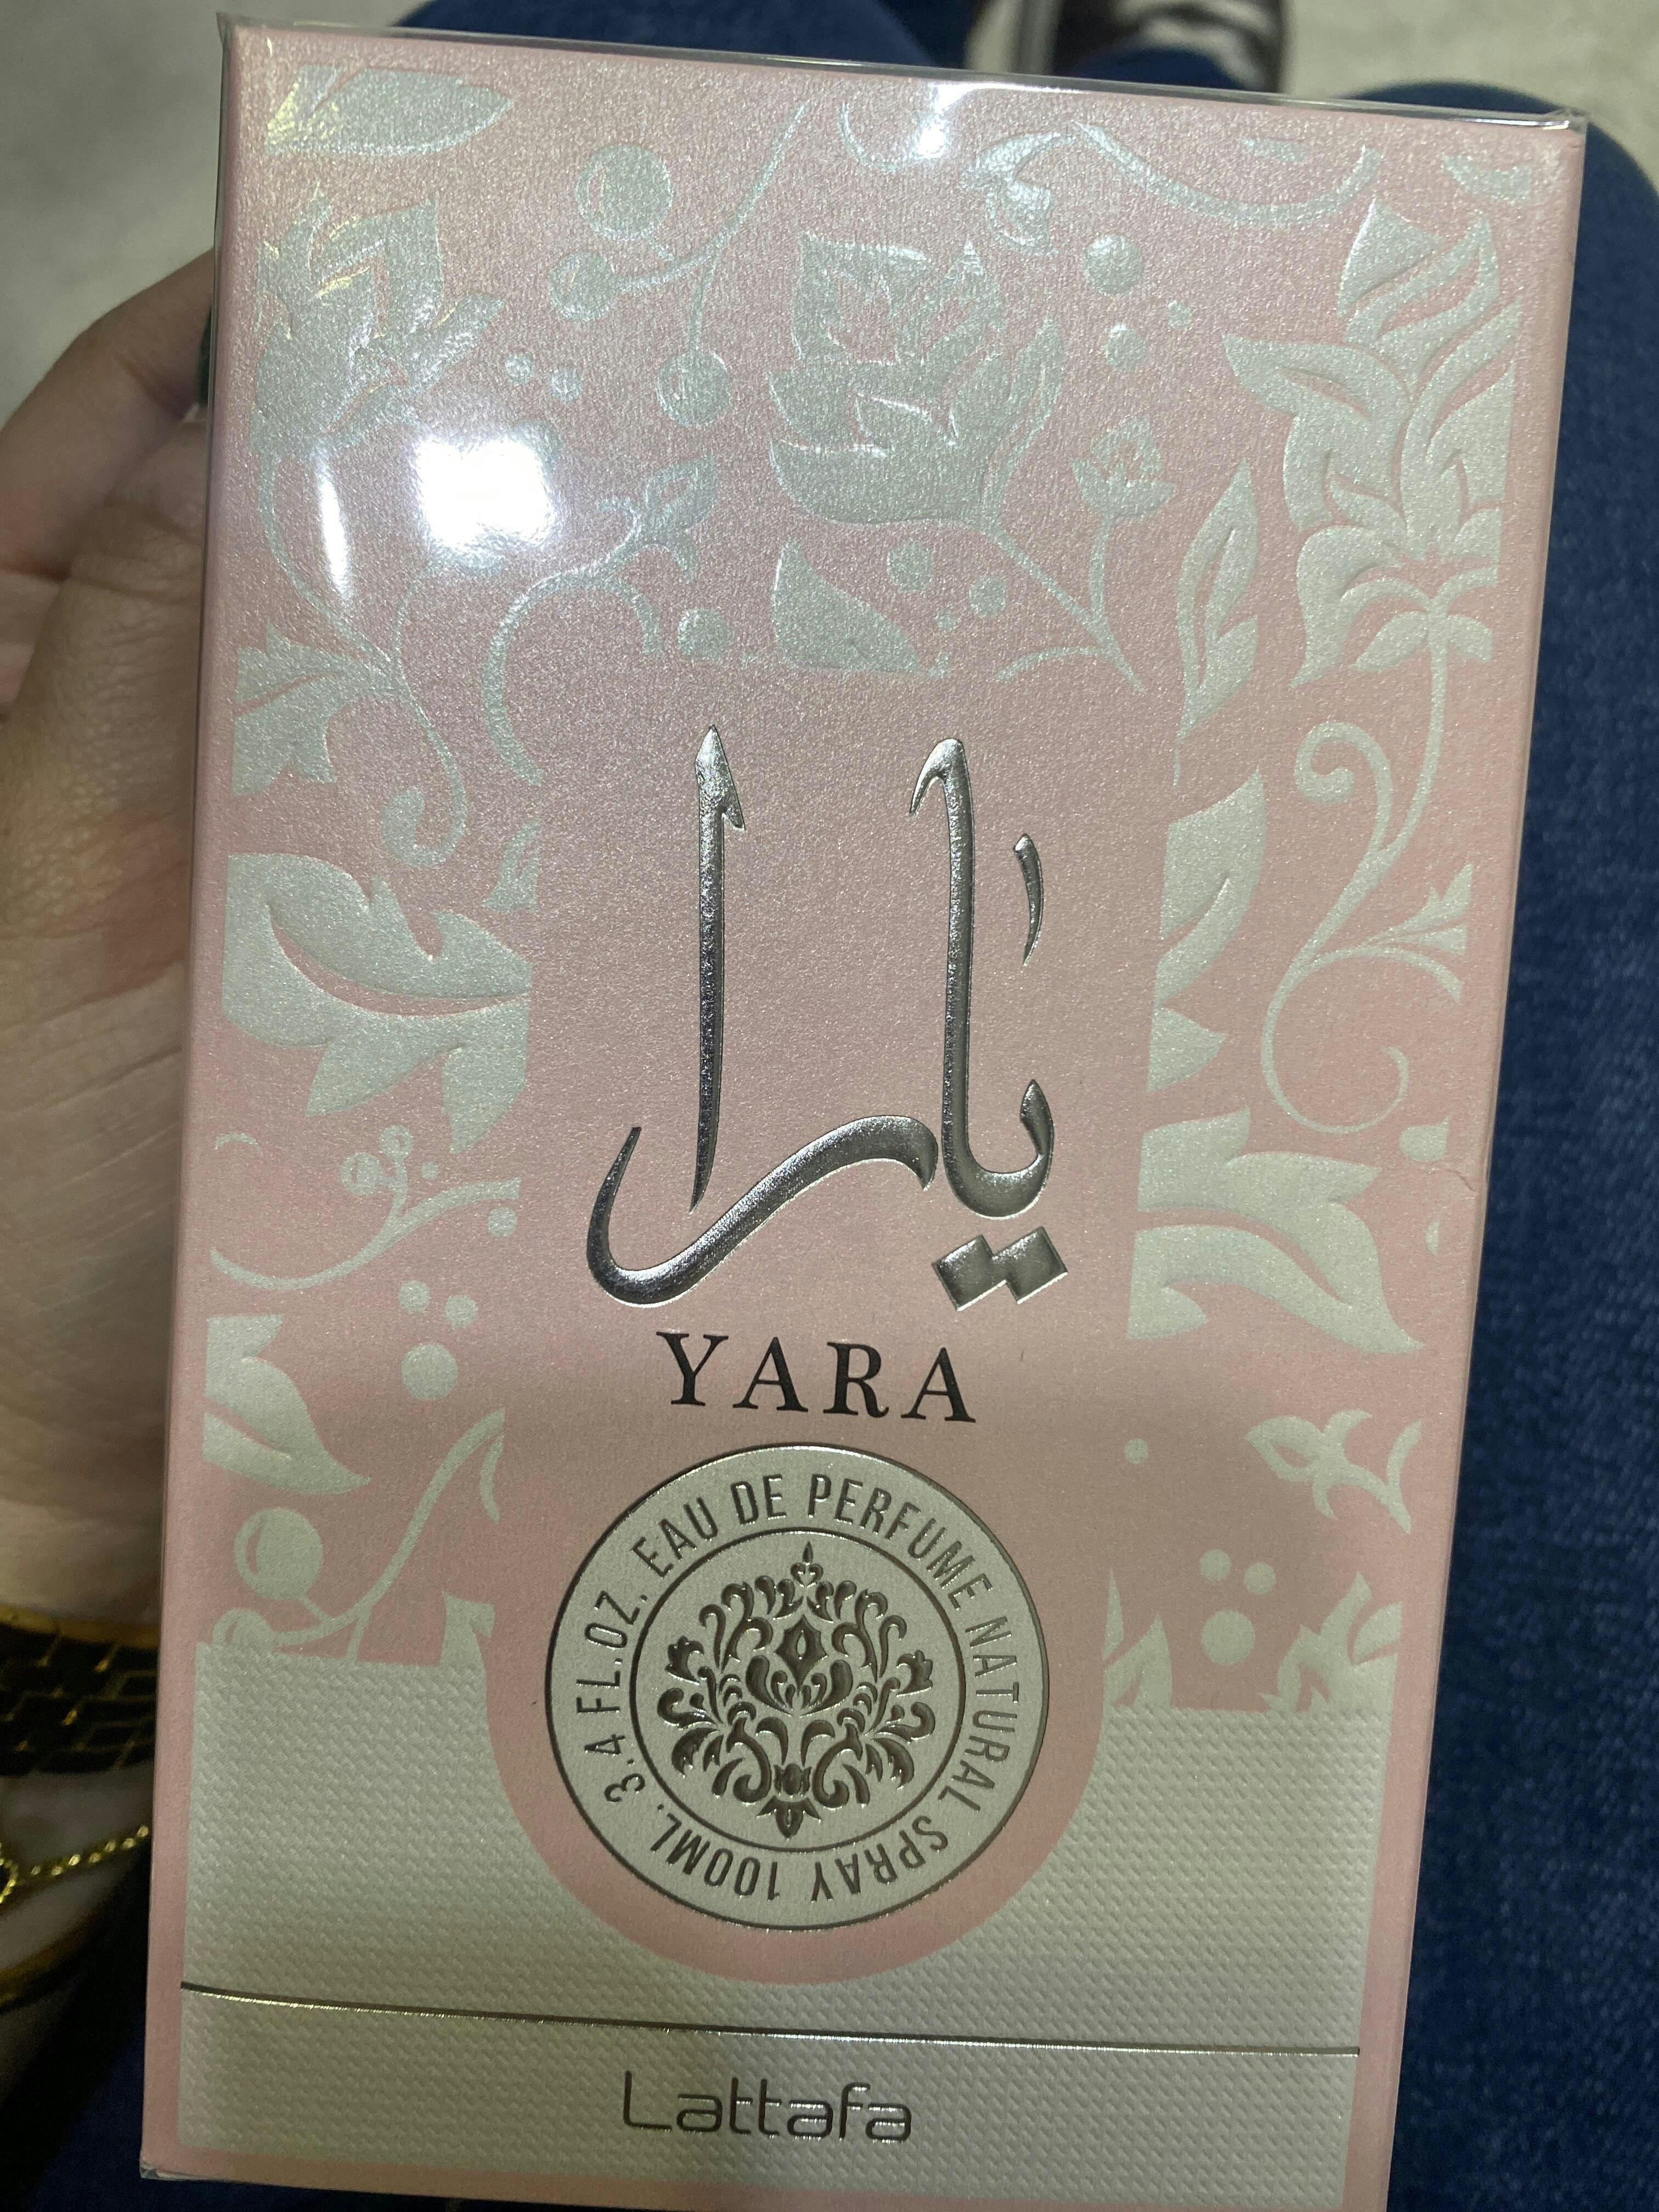 يارا
YARA
EAU DE PERFUME NATURAL SPRAY 100ML. 3.4 FL.OZ.
Lattafa